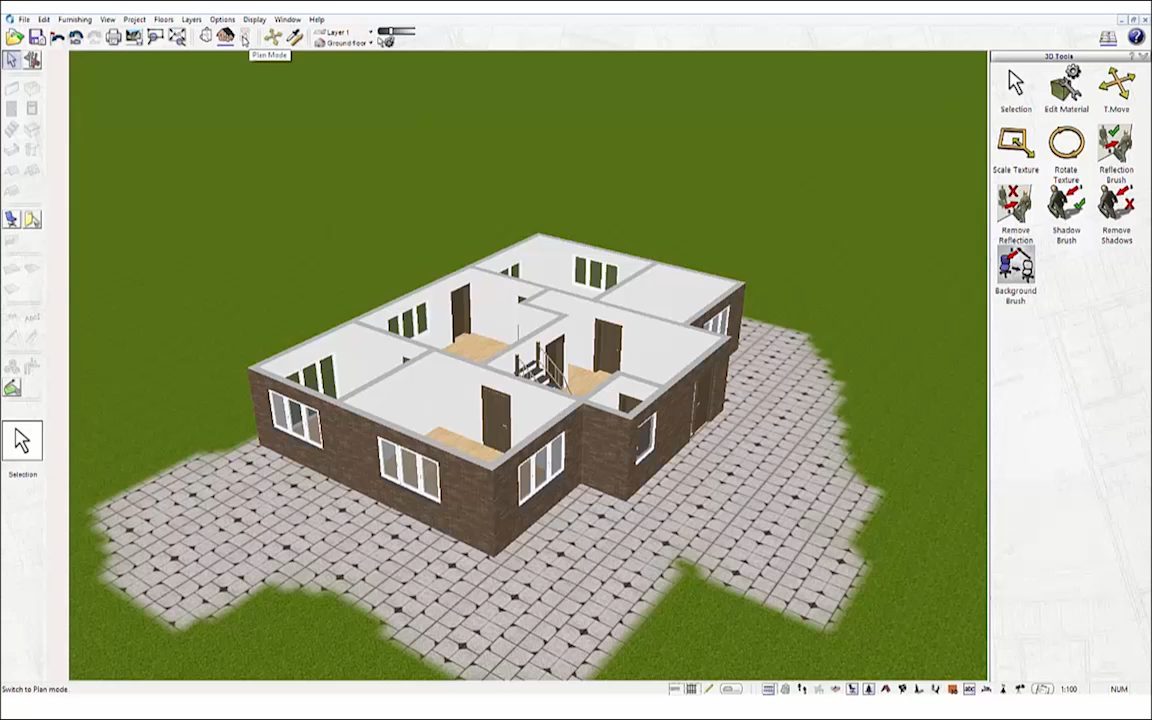 File Edit Furnishing View Project Floors Layers Options Display Window Help
Layer 1
Ground floor
Plan Mode
3D Tools
Selection Edit Material T.Move
Scale Texture Rotate Texture Reflection Brush
Remove Reflection Shadow Brush Remove Shadows
Background Brush
Selection
Switch to Plan mode.
abc 1:100 NUM